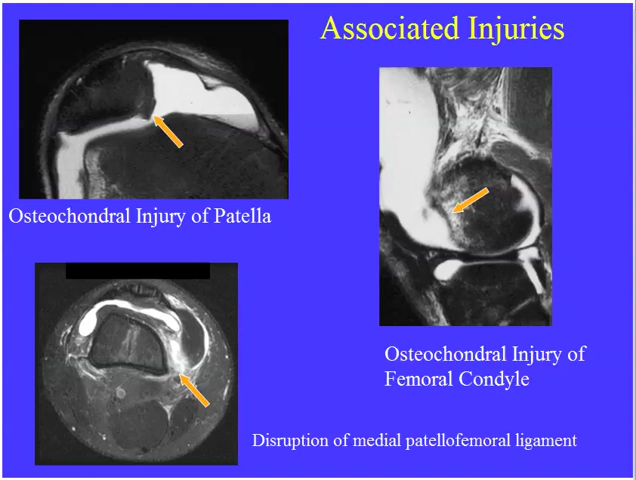 Associated Injuries
Osteochondral Injury of Patella
Osteochondral Injury of
Femoral Condyle
Disruption of medial patellofemoral ligament